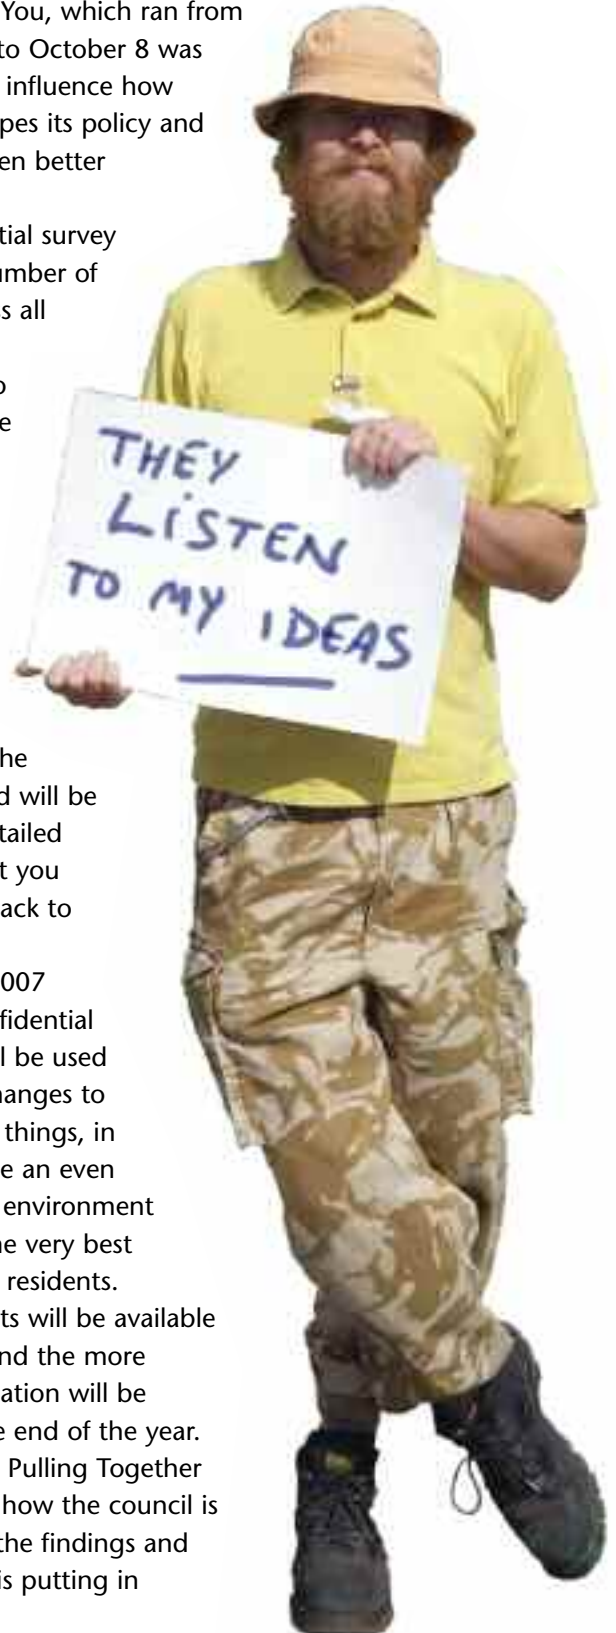 You, which ran from
to October 8 was
influence how
pes its policy and
en better
tial survey
umber of
s all
o
e
THEY
LiSTEN
TO MY IDEAS
he
d will be
tailed
t you
ack to
007
fidential
l be used
hanges to
things, in
e an even
environment
he very best
residents.
ts will be available
nd the more
ation will be
e end of the year.
Pulling Together
how the council is
the findings and
is putting in